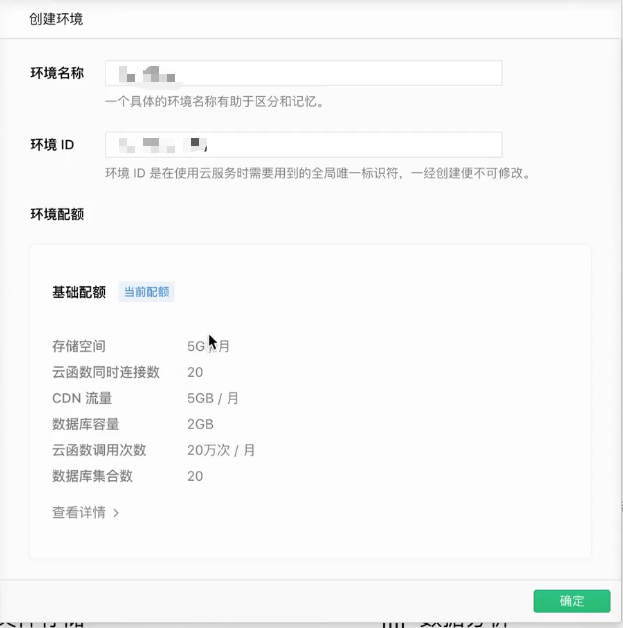 创建环境
环境名称
一个具体的环境名称有助于区分和记忆。
环境 ID
环境 ID 是在使用云服务时需要用到的全局唯一标识符，一经创建便不可修改。
环境配额
基础配额 当前配额
存储空间 5G 月
云函数同时连接数 20
CDN 流量 5GB / 月
数据库容量 2GB
云函数调用次数 20万次 / 月
数据库集合数 20
查看详情 >
确定